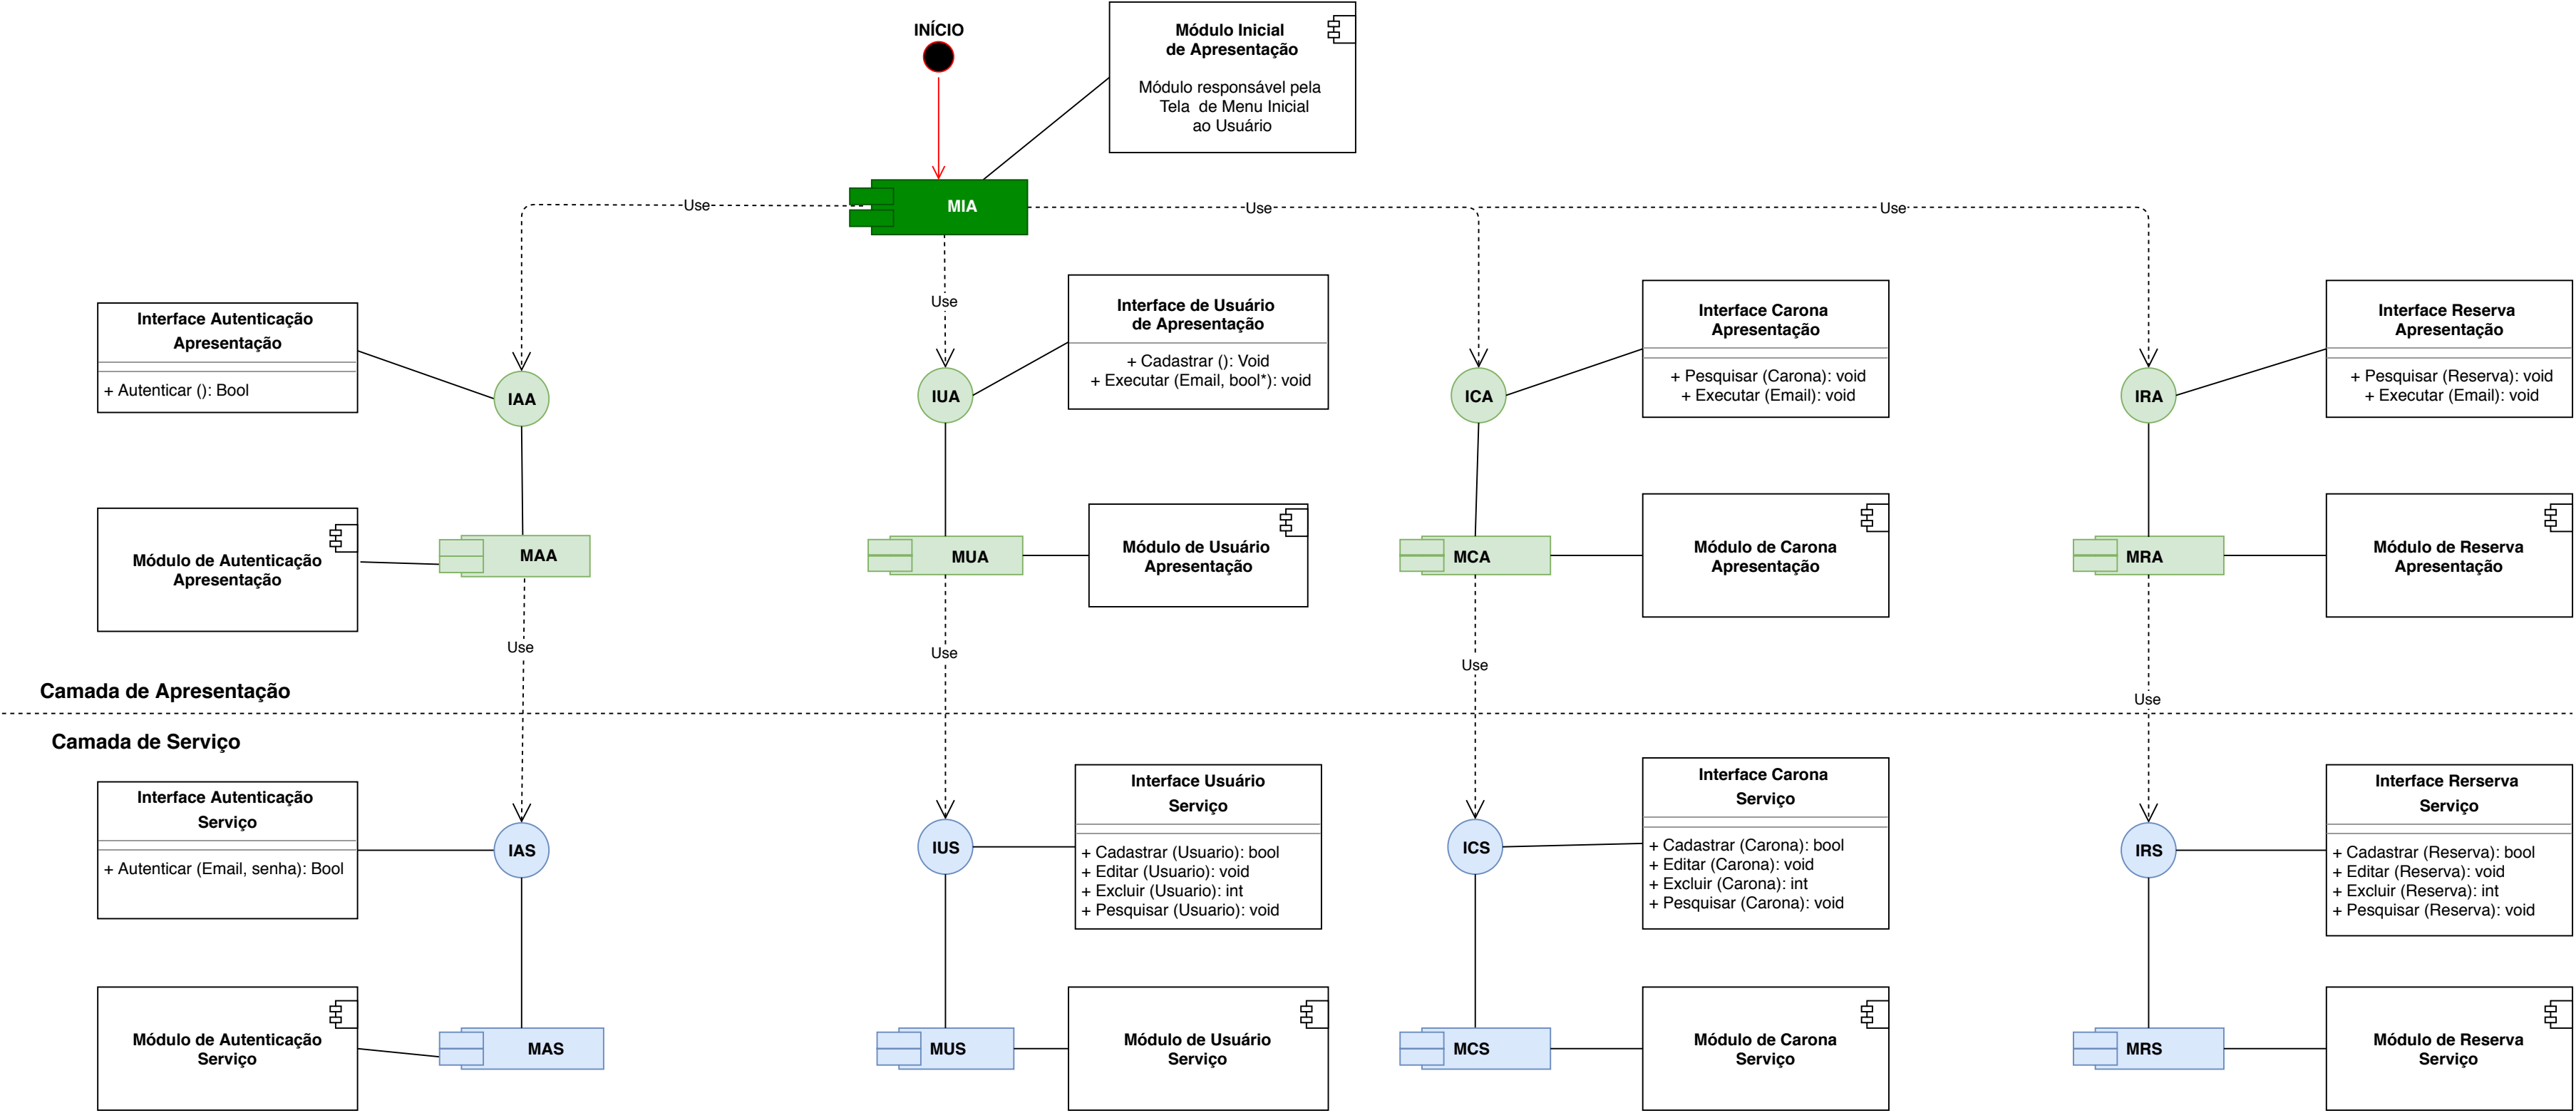 INÍCIO
Módulo Inicial
de Apresentação
Módulo responsável pela
Tela de Menu Inicial
ao Usuário
MIA
Use
Use
Use
Use
Interface Autenticação
Apresentação
+ Autenticar (): Bool
IAA
Interface de Usuário
de Apresentação
+ Cadastrar (): Void
+ Executar (Email, bool*): void
IUA
Interface Carona
Apresentação
+ Pesquisar (Carona): void
+ Executar (Email): void
ICA
Interface Reserva
Apresentação
+ Pesquisar (Reserva): void
+ Executar (Email): void
IRA
Módulo de Autenticação
Apresentação
MAA
MUA
Módulo de Usuário
Apresentação
MCA
Módulo de Carona
Apresentação
MRA
Módulo de Reserva
Apresentação
Use
Use
Use
Use
Camada de Apresentação
Camada de Serviço
Interface Autenticação
Serviço
+ Autenticar (Email, senha): Bool
IAS
IUS
Interface Usuário
Serviço
+ Cadastrar (Usuario): bool
+ Editar (Usuario): void
+ Excluir (Usuario): int
+ Pesquisar (Usuario): void
ICS
Interface Carona
Serviço
+ Cadastrar (Carona): bool
+ Editar (Carona): void
+ Excluir (Carona): int
+ Pesquisar (Carona): void
IRS
Interface Rerserva
Serviço
+ Cadastrar (Reserva): bool
+ Editar (Reserva): void
+ Excluir (Reserva): int
+ Pesquisar (Reserva): void
Módulo de Autenticação
Serviço
MAS
MUS
Módulo de Usuário
Serviço
MCS
Módulo de Carona
Serviço
MRS
Módulo de Reserva
Serviço